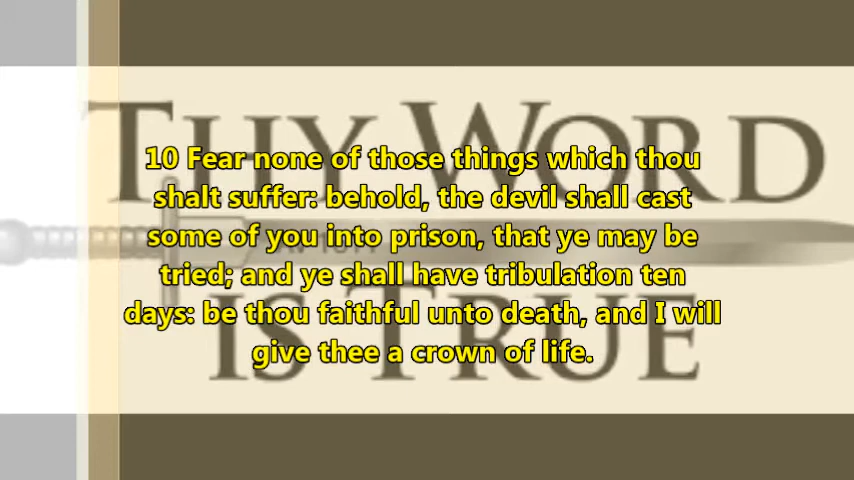 THY WORD
10 Fear none of those things which thou
shalt suffer: behold, the devil shall cast
some of you into prison, that ye may be
tried; and ye shall have tribulation ten
days: be thou faithful unto death, and I will
give thee a crown of life.
IS TRUE